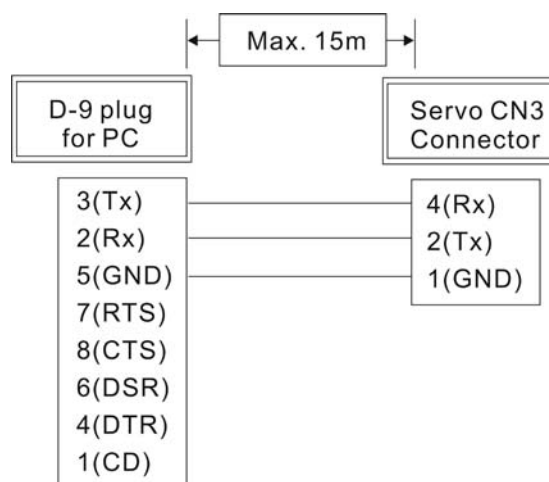 Max. 15m
D-9 plug
for PC
Servo CN3
Connector
3(Tx)
2(Rx)
5(GND)
7(RTS)
8(CTS)
6(DSR)
4(DTR)
1(CD)
4(Rx)
2(Tx)
1(GND)